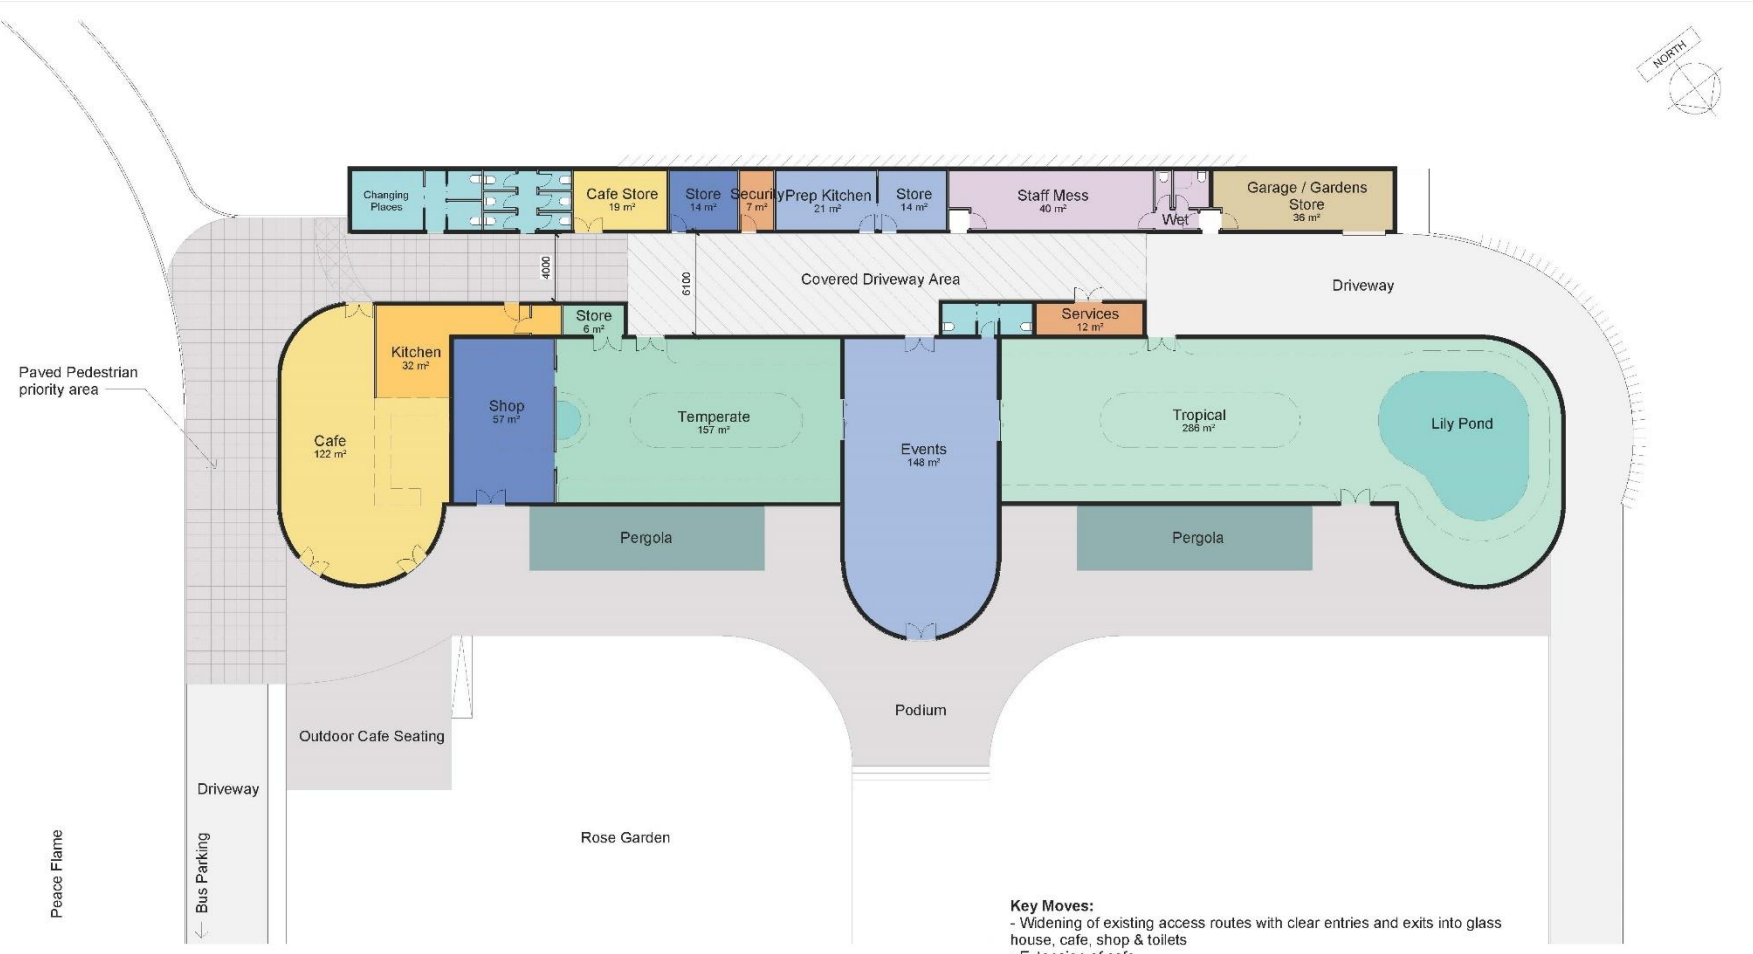 NORTH
Changing
Places
Cafe Store
19 m²
Store
14 m²
Security
7 m²
Prep Kitchen
21 m²
Store
14 m²
Staff Mess
40 m²
Wet
Garage / Gardens
Store
36 m²
4000
6100
Covered Driveway Area
Driveway
Store
6 m²
Services
12 m²
Kitchen
32 m²
Paved Pedestrian
priority area
Shop
57 m²
Temperate
157 m²
Tropical
286 m²
Lily Pond
Cafe
122 m²
Events
148 m²
Pergola
Pergola
Podium
Outdoor Cafe Seating
Driveway
Rose Garden
Peace Flame
Bus Parking
Key Moves:
- Widening of existing access routes with clear entries and exits into glass
house, cafe, shop & toilets